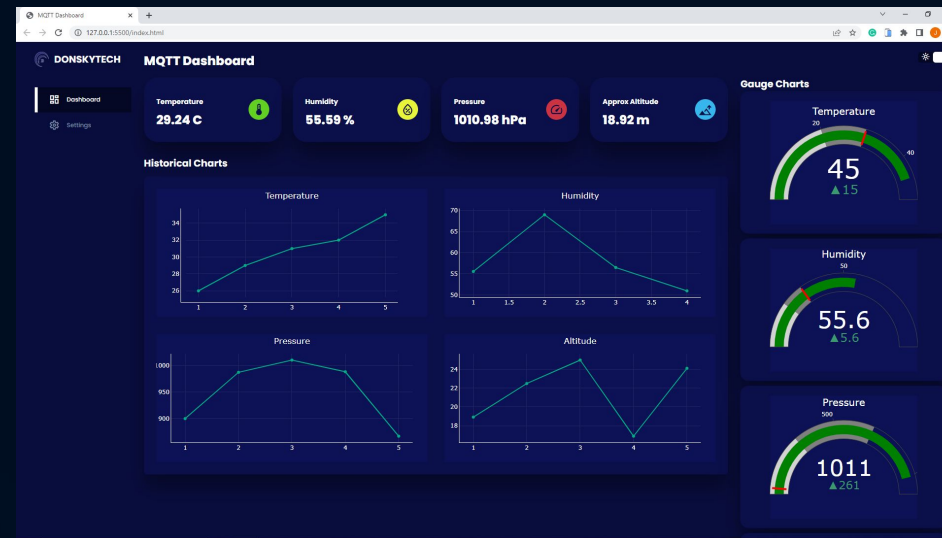 MQTT Dashboard
127.0.0.1:5500/index.html
DONSKYTECH
Dashboard
Settings
MQTT Dashboard
Temperature
29.24 C
Humidity
55.59 %
Pressure
1010.98 hPa
Approx Altitude
18.92 m
Historical Charts
Temperature
34
32
30
28
26
1 2 3 4 5
Humidity
70
65
60
55
50
1 1.5 2 2.5 3 3.5 4
Pressure
1000
950
900
1 2 3 4 5
Altitude
24
22
20
18
1 2 3 4 5
Gauge Charts
Temperature
20
40
45
▲15
Humidity
50
55.6
▲5.6
Pressure
500
1011
▲261